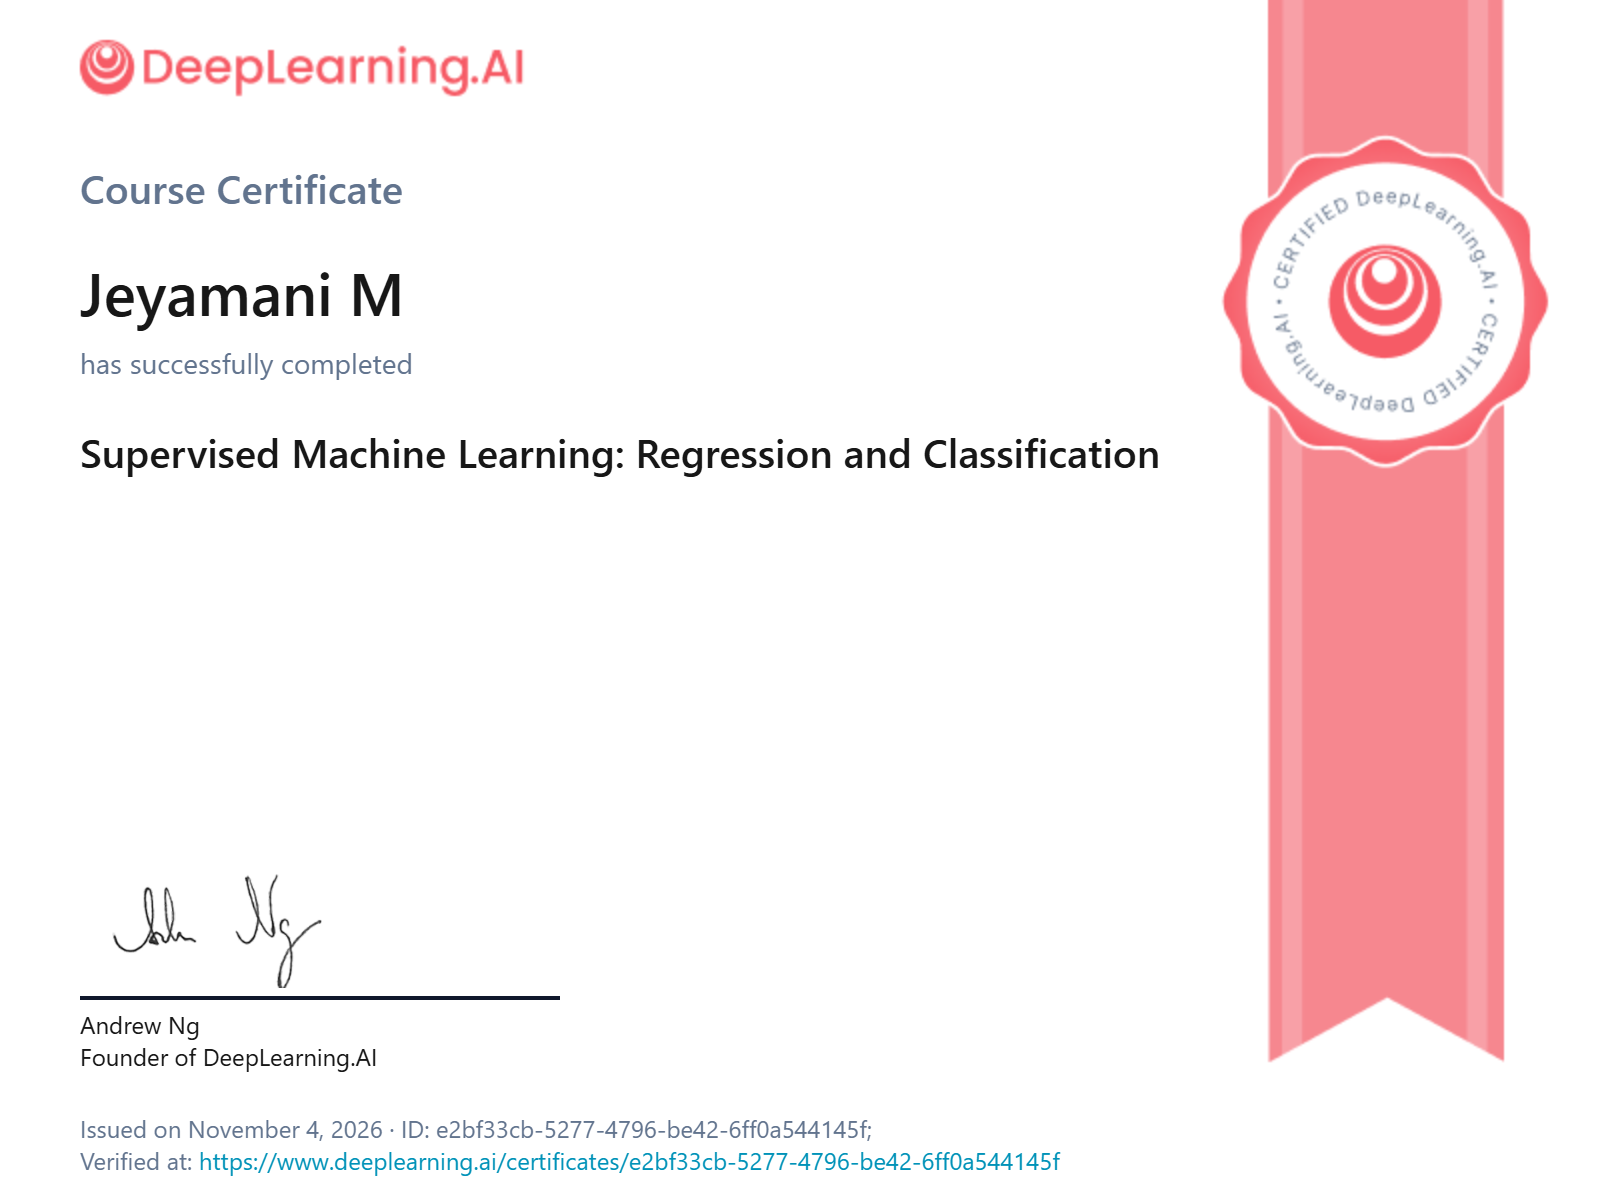 DeepLearning.AI
Course Certificate
Jeyamani M
has successfully completed
Supervised Machine Learning: Regression and Classification
CERTIFIED DeepLearning.AI • CERTIFIED DeepLearning.AI •
Andrew Ng
Founder of DeepLearning.AI
Issued on November 4, 2026 · ID: e2bf33cb-5277-4796-be42-6ff0a544145f;
Verified at: https://www.deeplearning.ai/certificates/e2bf33cb-5277-4796-be42-6ff0a544145f